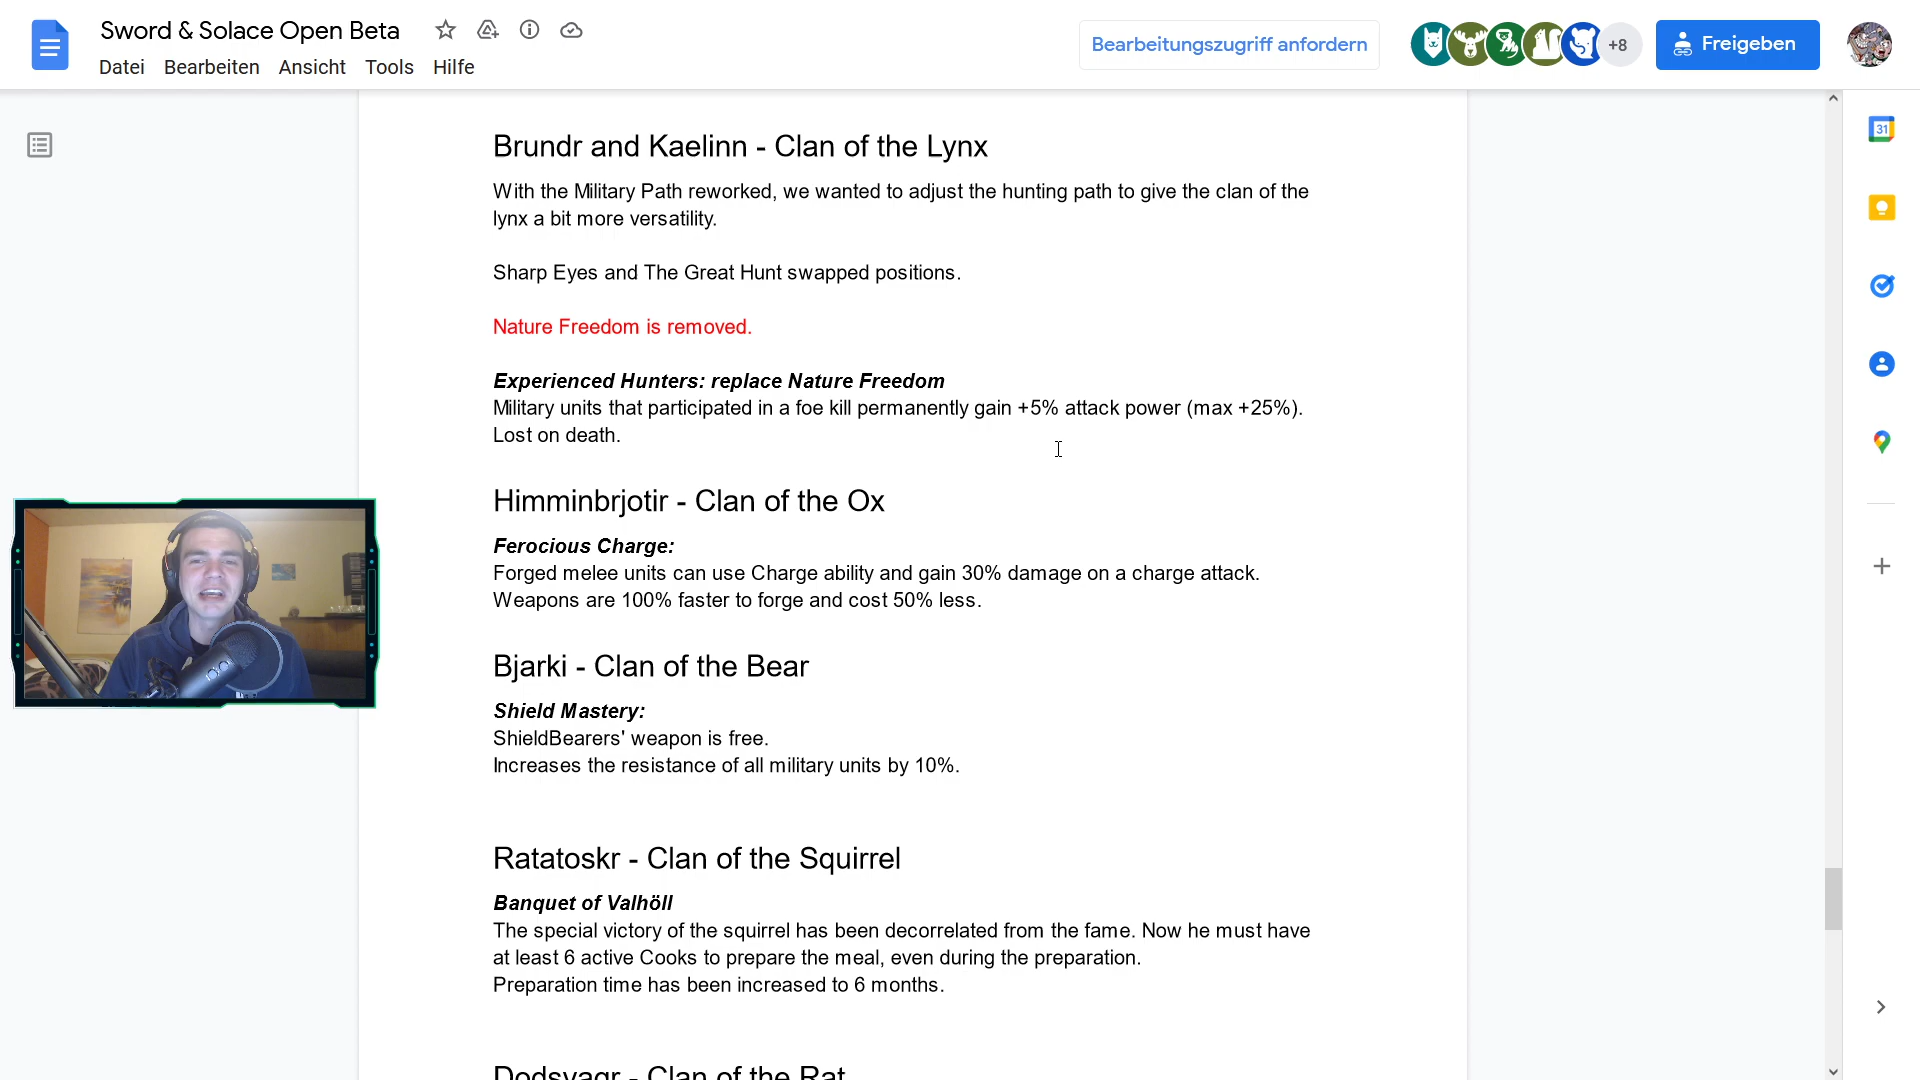 Sword & Solace Open Beta
Datei Bearbeiten Ansicht Tools Hilfe
Bearbeitungszugriff anfordern
+8
Freigeben
31
Brundr and Kaelinn - Clan of the Lynx
With the Military Path reworked, we wanted to adjust the hunting path to give the clan of the
lynx a bit more versatility.
Sharp Eyes and The Great Hunt swapped positions.
Nature Freedom is removed.
Experienced Hunters: replace Nature Freedom
Military units that participated in a foe kill permanently gain +5% attack power (max +25%).
Lost on death.
Himminbrjotir - Clan of the Ox
Ferocious Charge:
Forged melee units can use Charge ability and gain 30% damage on a charge attack.
Weapons are 100% faster to forge and cost 50% less.
Bjarki - Clan of the Bear
Shield Mastery:
ShieldBearers' weapon is free.
Increases the resistance of all military units by 10%.
Ratatoskr - Clan of the Squirrel
Banquet of Valhöll
The special victory of the squirrel has been decorrelated from the fame. Now he must have
at least 6 active Cooks to prepare the meal, even during the preparation.
Preparation time has been increased to 6 months.
Dodsvagr - Clan of the Rat